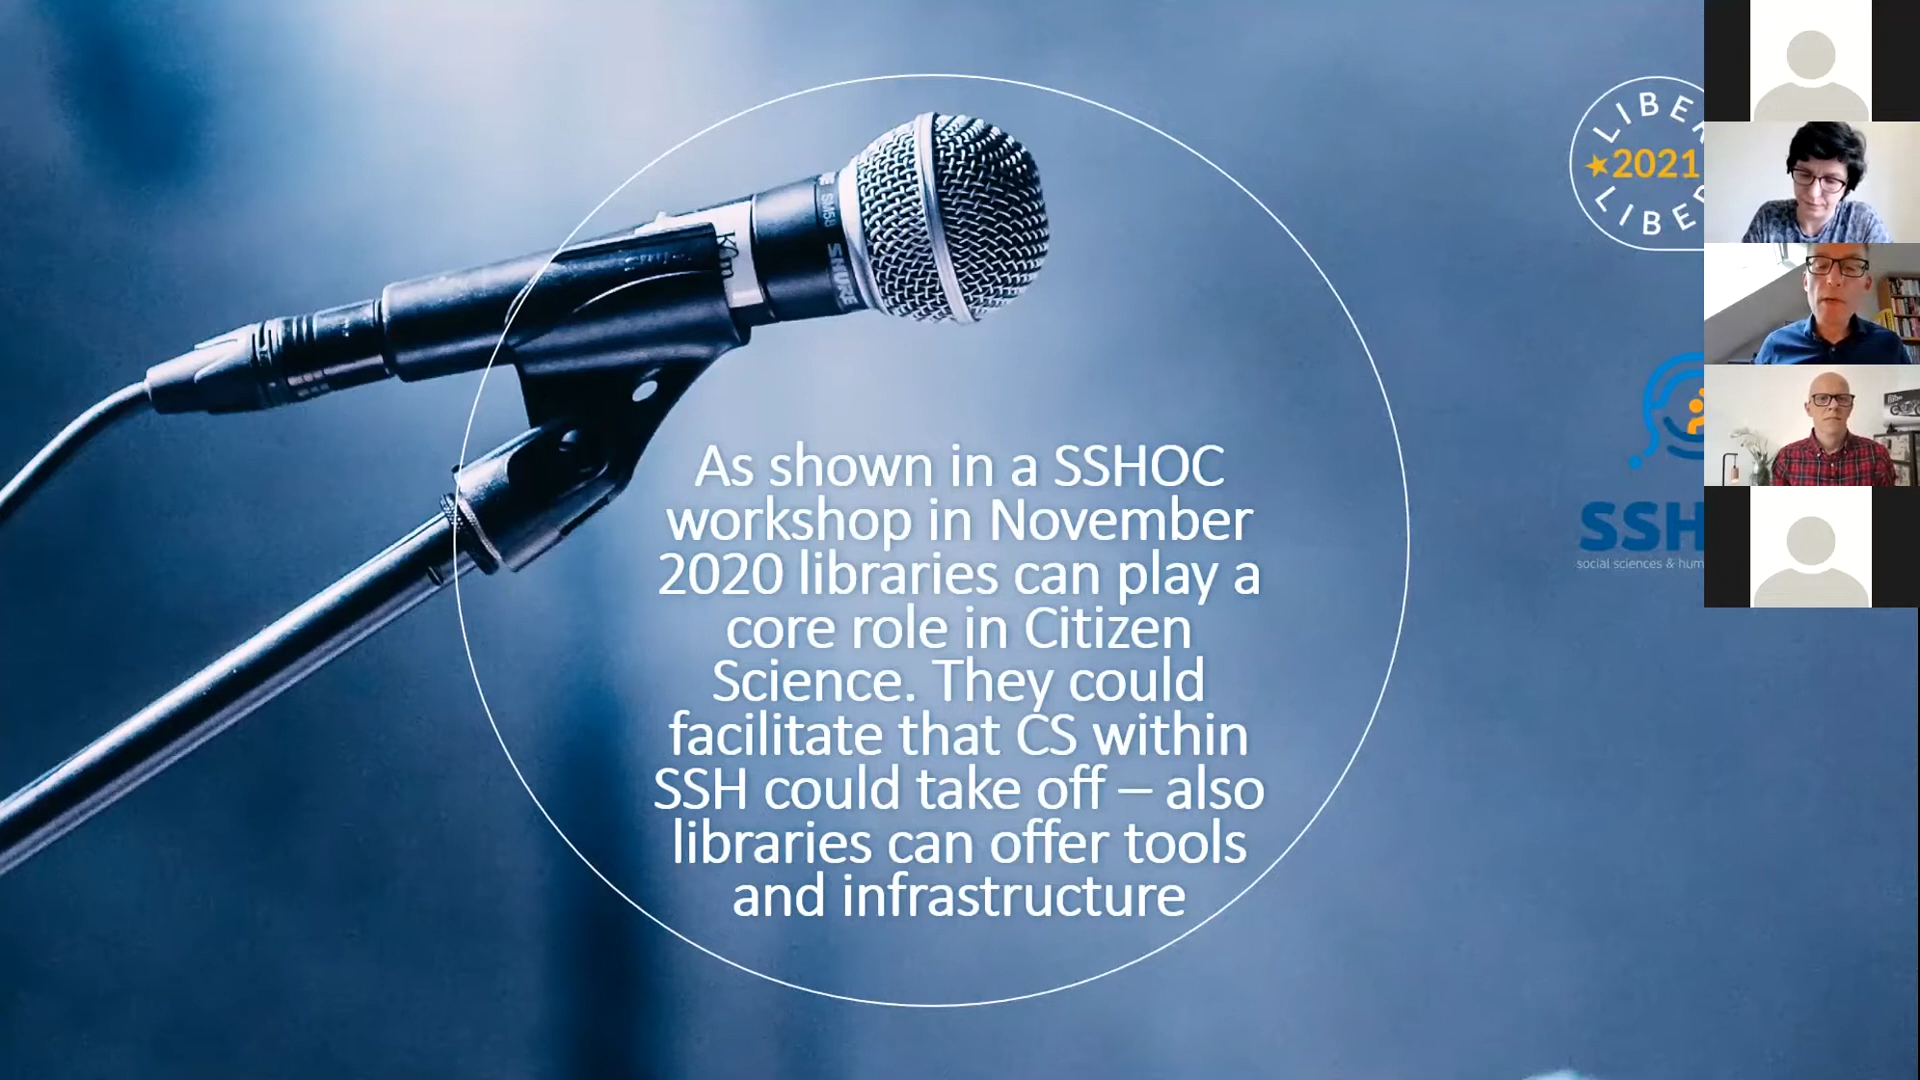 As shown in a SSHOC
workshop in November
2020 libraries can play a
core role in Citizen
Science. They could
facilitate that CS within
SSH could take off – also
libraries can offer tools
and infrastructure
LIBER
★2021
LIBER
SSH
social sciences & hum
SM58
SHURE